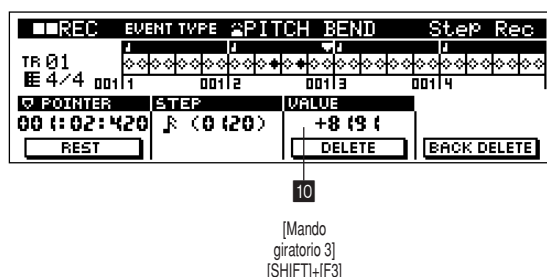 REC EVENT TYPE PITCH BEND Step Rec
TR 01
4/4 001 1 001 2 001 3 001 4
POINTER STEP VALUE
001:02:420 (0120) +8191
REST DELETE BACK DELETE
10
[Mando
giratorio 3]
[SHIFT]+[F3]